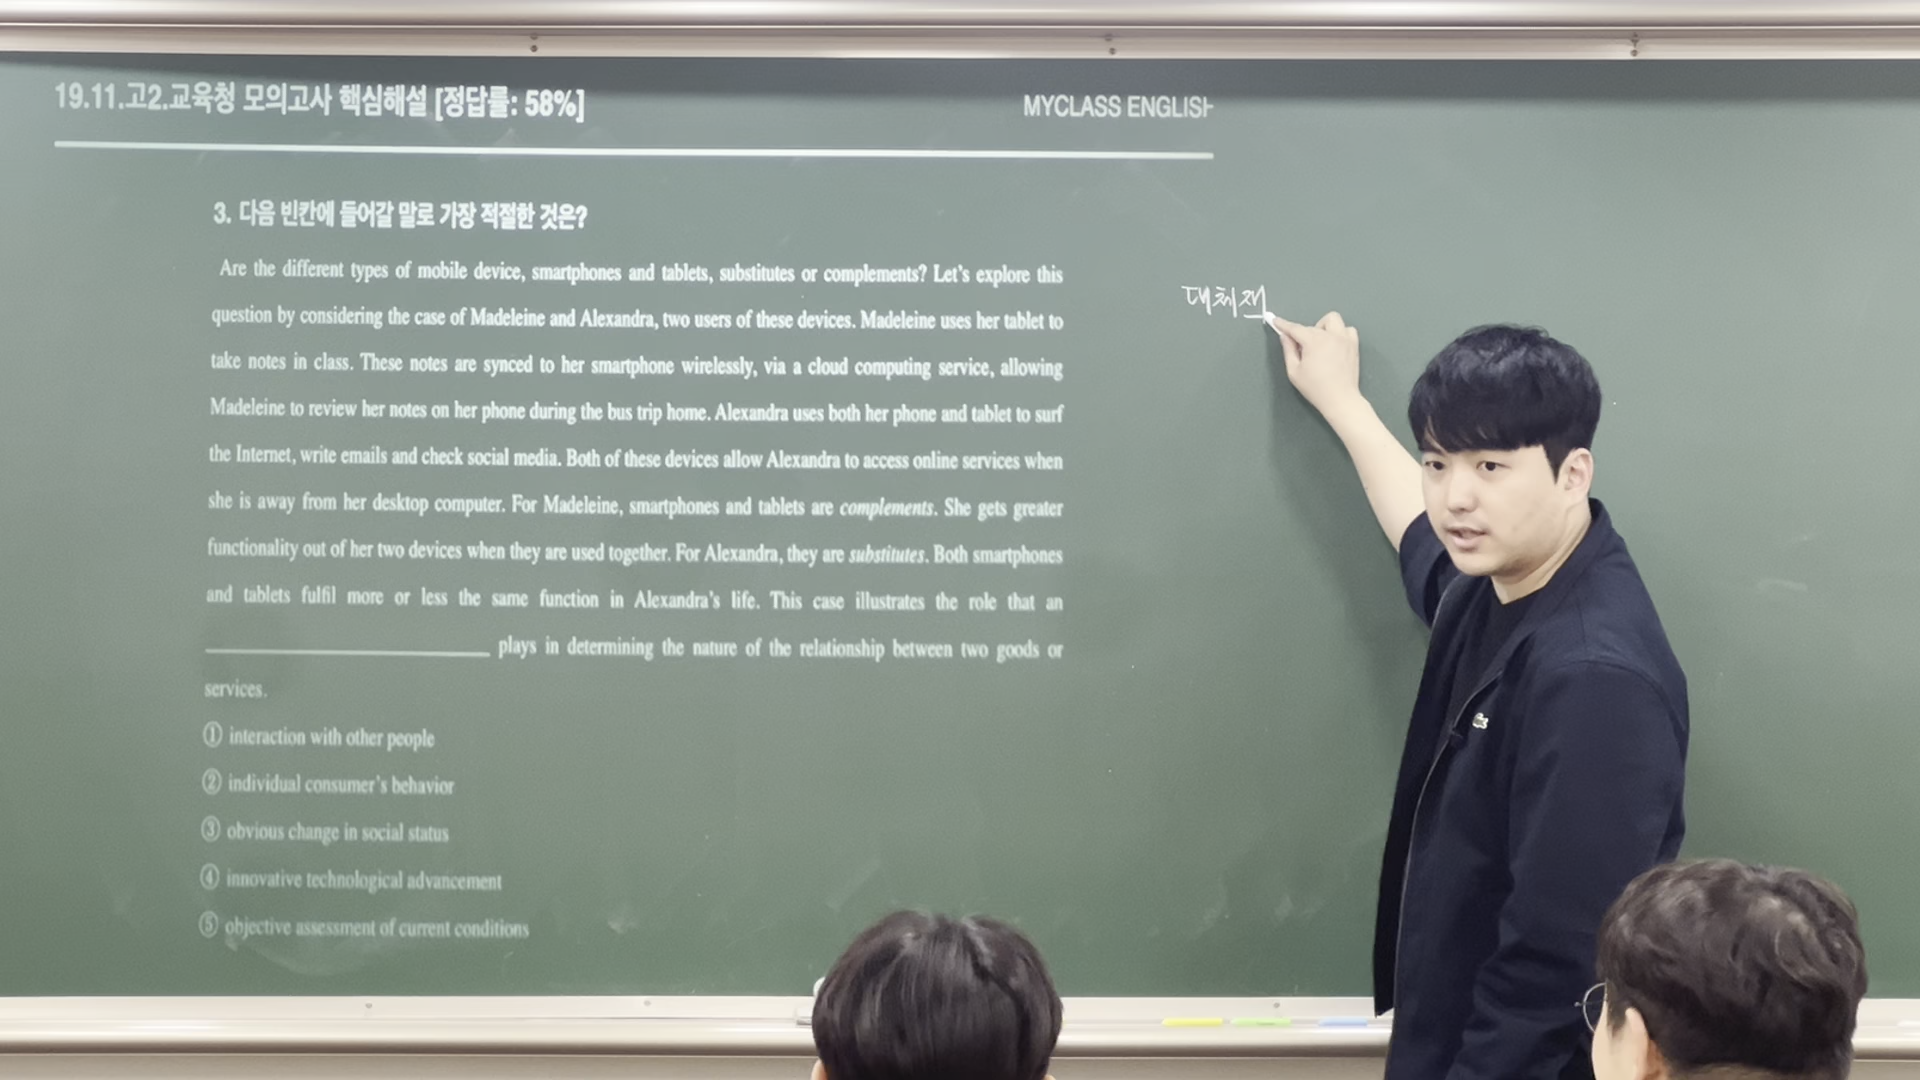 19.11.고2.교육청 모의고사 핵심해설 [정답률: 58%]
MYCLASS ENGLISH
3. 다음 빈칸에 들어갈 말로 가장 적절한 것은?
Are the different types of mobile device, smartphones and tablets, substitutes or complements? Let's explore this
question by considering the case of Madeleine and Alexandra, two users of these devices. Madeleine uses her tablet to
take notes in class. These notes are synced to her smartphone wirelessly, via a cloud computing service, allowing
Madeleine to review her notes on her phone during the bus trip home. Alexandra uses both her phone and tablet to surf
the Internet, write emails and check social media. Both of these devices allow Alexandra to access online services when
she is away from her desktop computer. For Madeleine, smartphones and tablets are complements. She gets greater
functionality out of her two devices when they are used together. For Alexandra, they are substitutes. Both smartphones
and tablets fulfil more or less the same function in Alexandra's life. This case illustrates the role that an
__________ plays in determining the nature of the relationship between two goods or
services.
① interaction with other people
② individual consumer's behavior
③ obvious change in social status
④ innovative technological advancement
⑤ objective assessment of current conditions
대체재